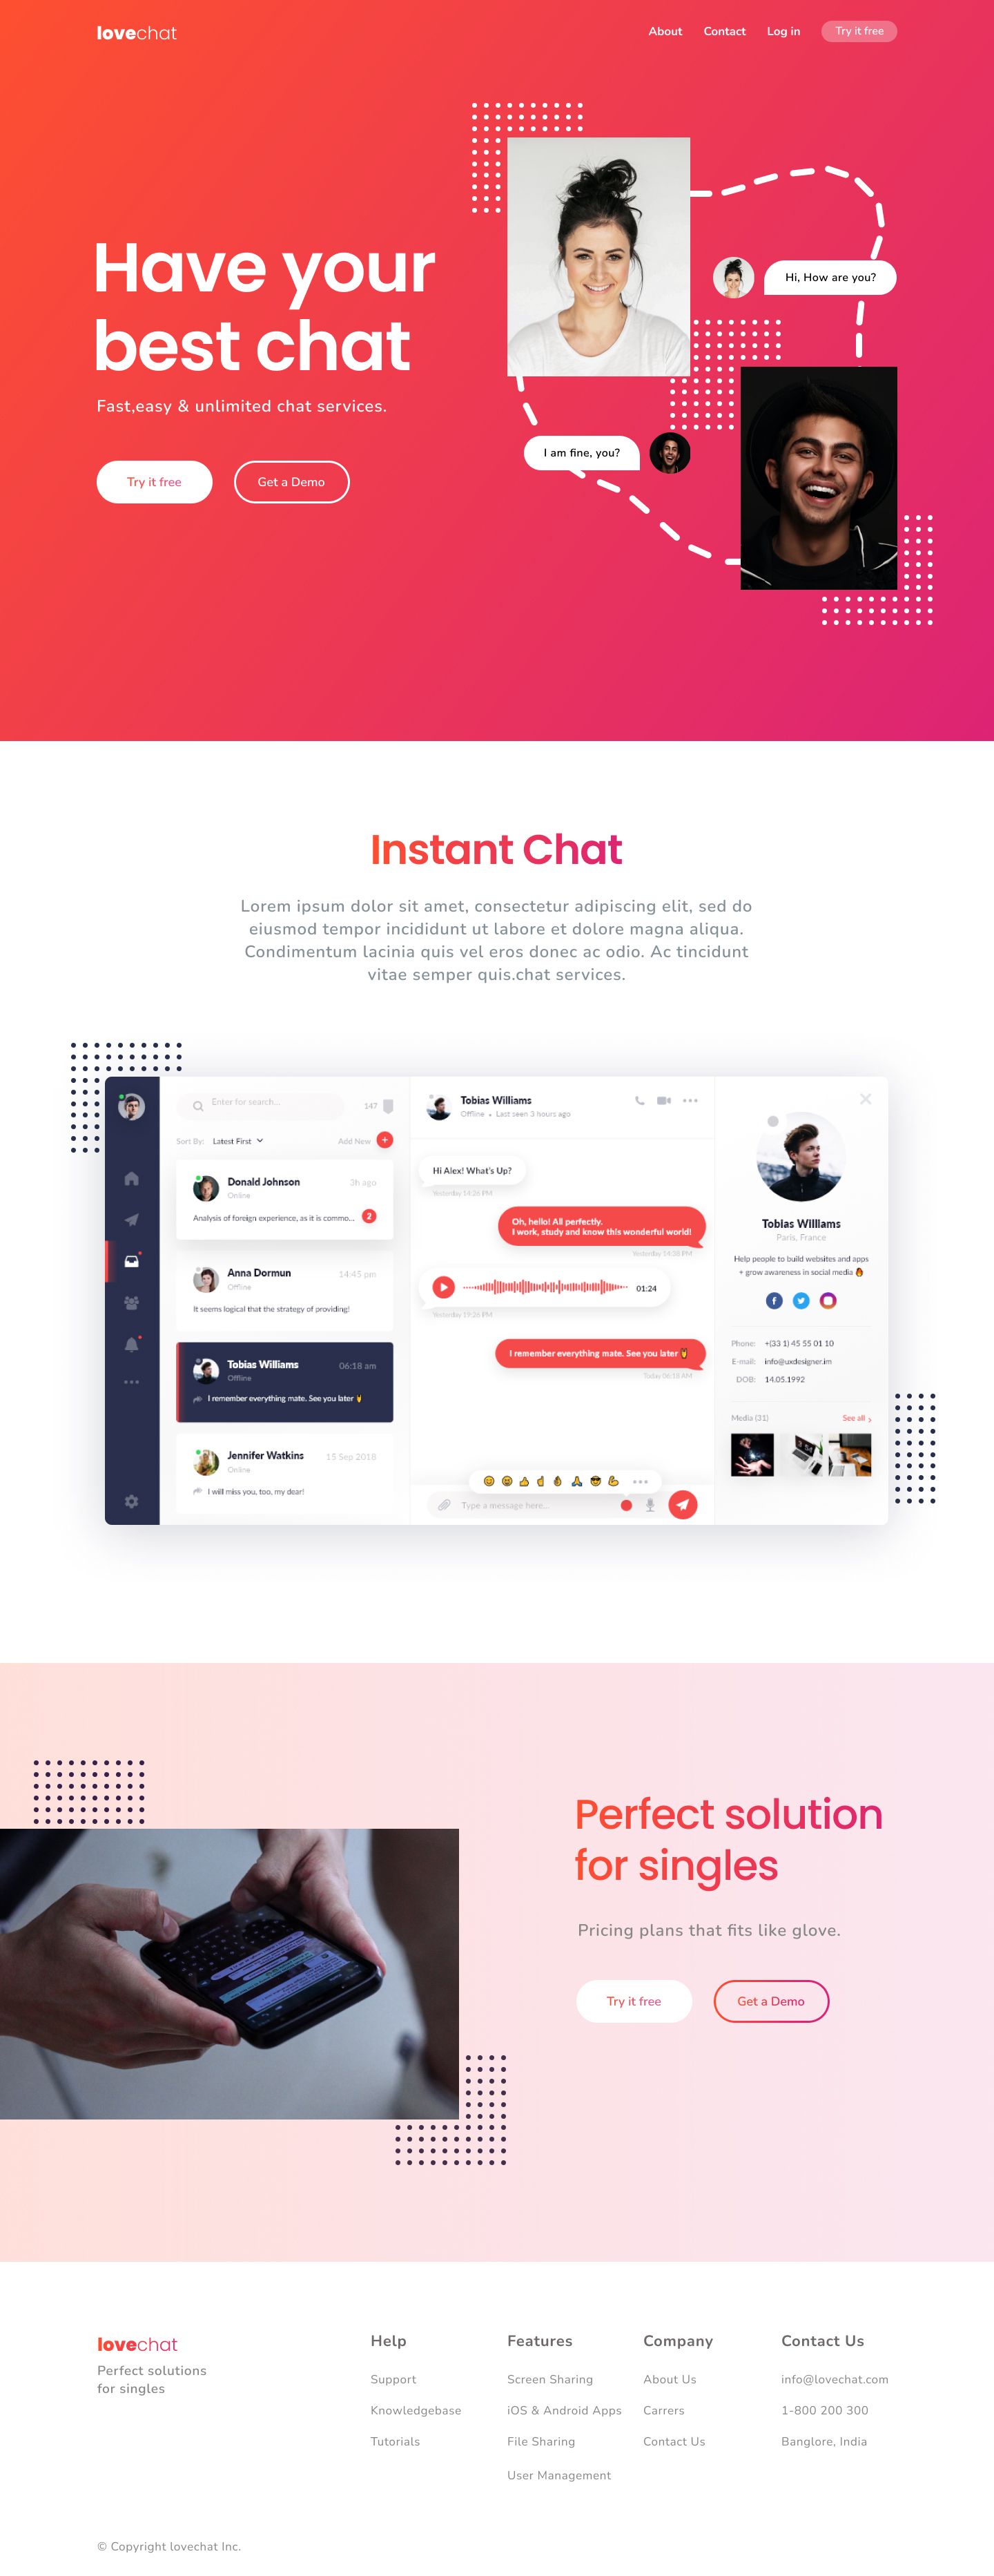 lovechat
About
Contact
Log in
Try it free
Hi, How are you?
Have your
best chat
Fast,easy & unlimited chat services.
I am fine, you?
Try it free
Get a Demo
Instant Chat
Lorem ipsum dolor sit amet, consectetur adipiscing elit, sed do
eiusmod tempor incididunt ut labore et dolore magna aliqua.
Condimentum lacinia quis vel eros donec ac odio. Ac tincidunt
vitae semper quis.chat services.
Enter for search...
147
Sort By: Latest First
Add New
Donald Johnson
3h ago
Online
Analysis of foreign experience, as it is commo...
2
Anna Dormun
14:45 pm
Offline
It seems logical that the strategy of providing!
Tobias Williams
06:18 am
Offline
I remember everything mate. See you later 🤘
Jennifer Watkins
15 Sep 2018
Online
I will miss you, too, my dear!
Tobias Williams
Offline • Last seen 3 hours ago
Hi Alex! What's Up?
Yesterday 14:26 PM
Oh, hello! All perfectly.
I work, study and know this wonderful world!
Yesterday 14:38 PM
01:24
Yesterday 19:26 PM
I remember everything mate. See you later 🤘
Today 06:18 AM
Type a message here...
Tobias Williams
Paris, France
Help people to build websites and apps
+ grow awareness in social media 🔥
Phone: +(33 1) 45 55 01 10
E-mail: info@uxdesigner.im
DOB: 14.05.1992
Media (31)
See all
Perfect solution
for singles
Pricing plans that fits like glove.
Try it free
Get a Demo
lovechat
Perfect solutions
for singles
Help
Support
Knowledgebase
Tutorials
Features
Screen Sharing
iOS & Android Apps
File Sharing
User Management
Company
About Us
Carrers
Contact Us
Contact Us
info@lovechat.com
1-800 200 300
Banglore, India
© Copyright lovechat Inc.